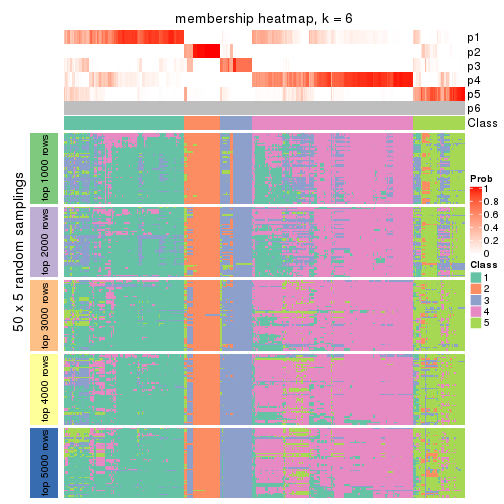 membership heatmap, k = 6
p1
p2
p3
p4
p5
p6
Class
50 x 5 random samplings
top 1000 rows
top 2000 rows
top 3000 rows
top 4000 rows
top 5000 rows
Prob
1
0.8
0.6
0.4
0.2
0
Class
1
2
3
4
5